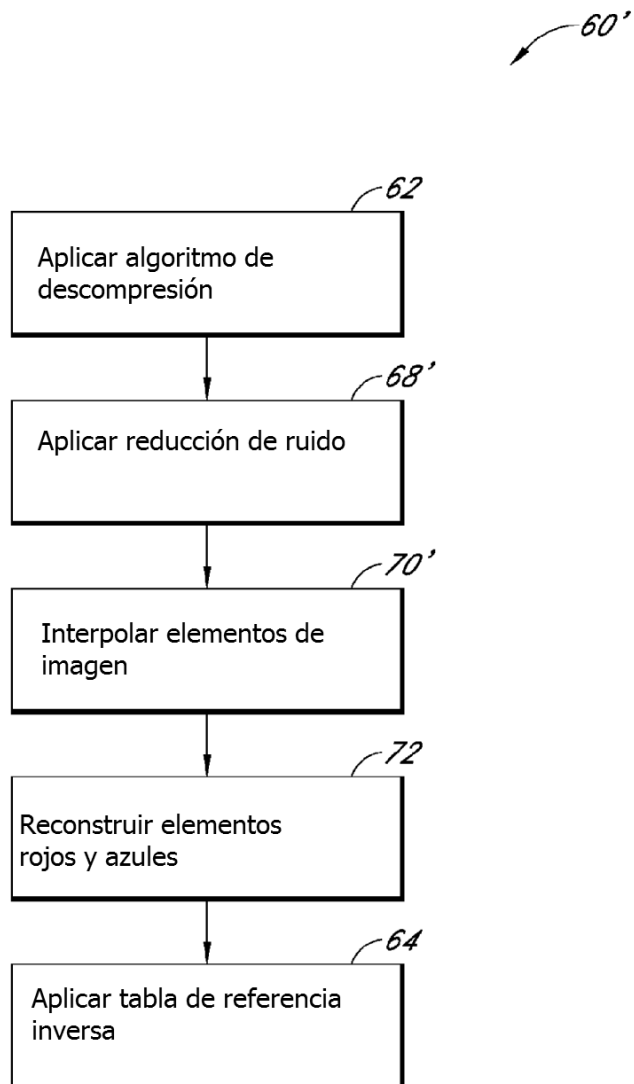 60'
62
Aplicar algoritmo de
descompresión
68'
Aplicar reducción de ruido
70'
Interpolar elementos de
imagen
72
Reconstruir elementos
rojos y azules
64
Aplicar tabla de referencia
inversa